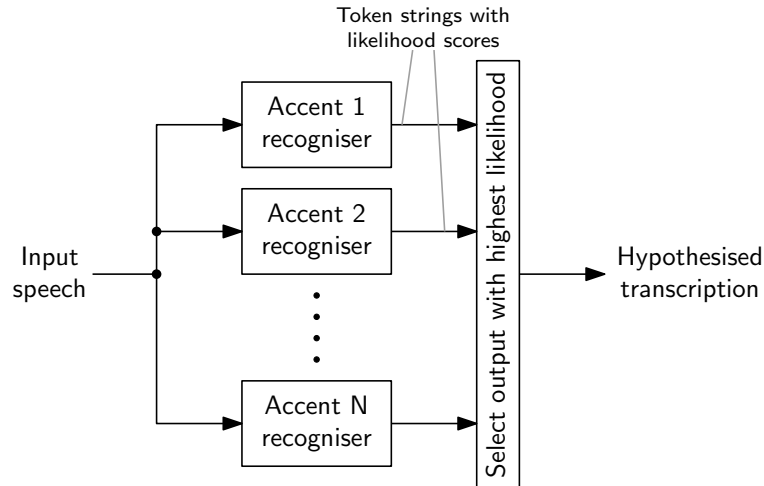 Token strings with
likelihood scores
Accent 1
recogniser
Accent 2
recogniser
Input
speech
Accent N
recogniser
Select output with highest likelihood
Hypothesised
transcription